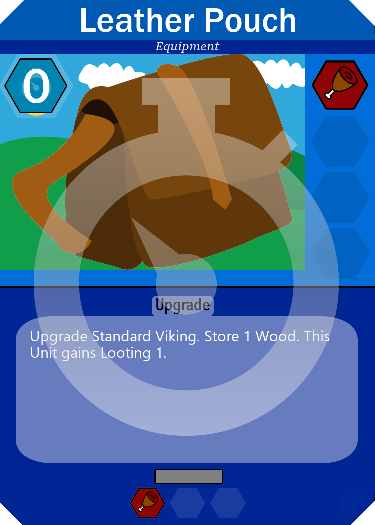 Leather Pouch
Equipment
0
Upgrade
Upgrade Standard Viking. Store 1 Wood. This
Unit gains Looting 1.